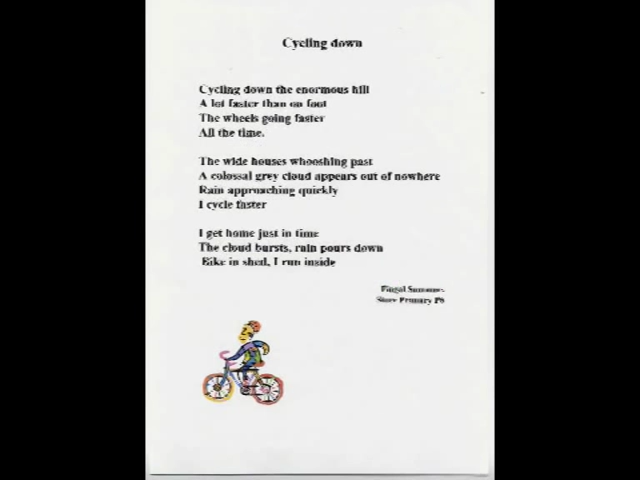 Cycling down
Cycling down the enormous hill
A lot faster than on foot
The wheels going faster
All the time.
The wide houses whooshing past
A colossal grey cloud appears out of nowhere
Rain approaching quickly
I cycle faster
I get home just in time
The cloud bursts, rain pours down
Bike in shed, I run inside
Fingal
Primary P6